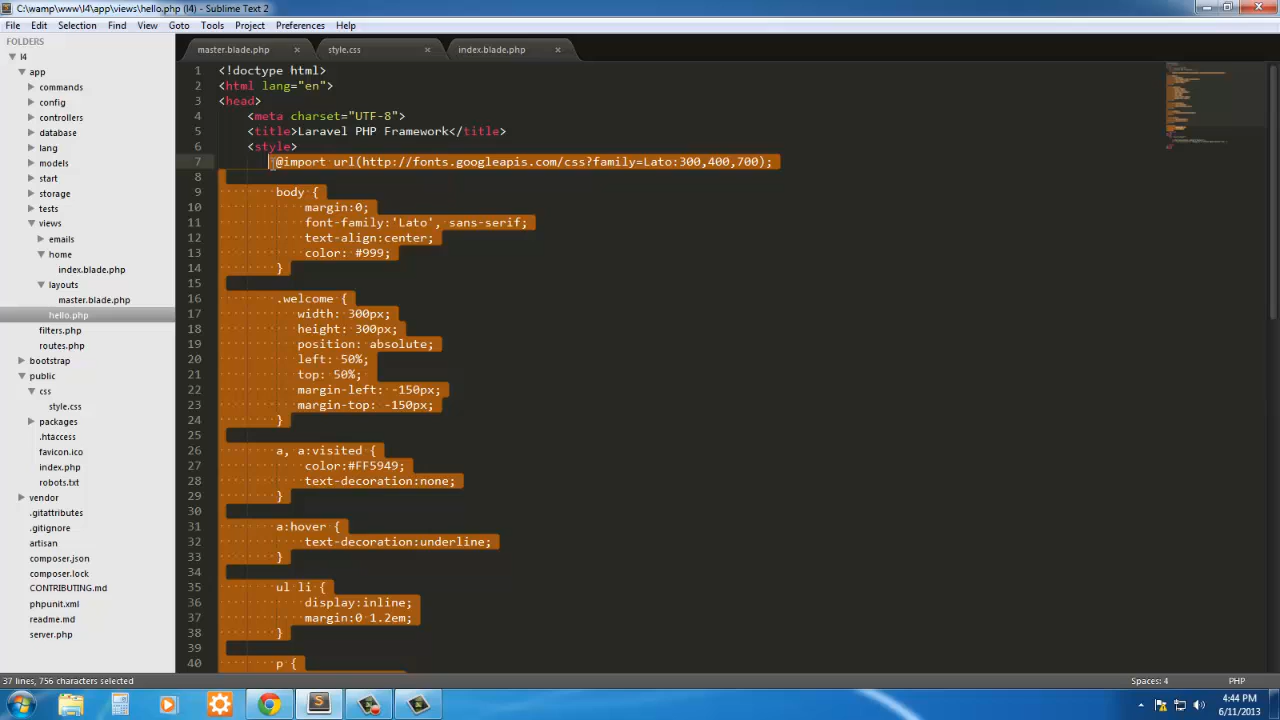 C:\wamp\www\l4\app\views\hello.php (l4) - Sublime Text 2
File Edit Selection Find View Goto Tools Project Preferences Help
FOLDERS
l4
app
commands
config
controllers
database
lang
models
start
storage
tests
views
emails
home
index.blade.php
layouts
master.blade.php
hello.php
filters.php
routes.php
bootstrap
public
css
style.css
packages
.htaccess
favicon.ico
index.php
robots.txt
vendor
.gitattributes
.gitignore
artisan
composer.json
composer.lock
CONTRIBUTING.md
phpunit.xml
readme.md
server.php
master.blade.php style.css index.blade.php
1 <!doctype html>
2 <html lang="en">
3 <head>
4 <meta charset="UTF-8">
5 <title>Laravel PHP Framework</title>
6 <style>
7 @import url(http://fonts.googleapis.com/css?family=Lato:300,400,700);
8
9 body {
10 margin:0;
11 font-family:'Lato', sans-serif;
12 text-align:center;
13 color: #999;
14 }
15
16 .welcome {
17 width: 300px;
18 height: 300px;
19 position: absolute;
20 left: 50%;
21 top: 50%;
22 margin-left: -150px;
23 margin-top: -150px;
24 }
25
26 a, a:visited {
27 color:#FF5949;
28 text-decoration:none;
29 }
30
31 a:hover {
32 text-decoration:underline;
33 }
34
35 ul li {
36 display:inline;
37 margin:0 1.2em;
38 }
39
40 p {
37 lines, 756 characters selected
Spaces: 4 PHP
4:44 PM
6/11/2013